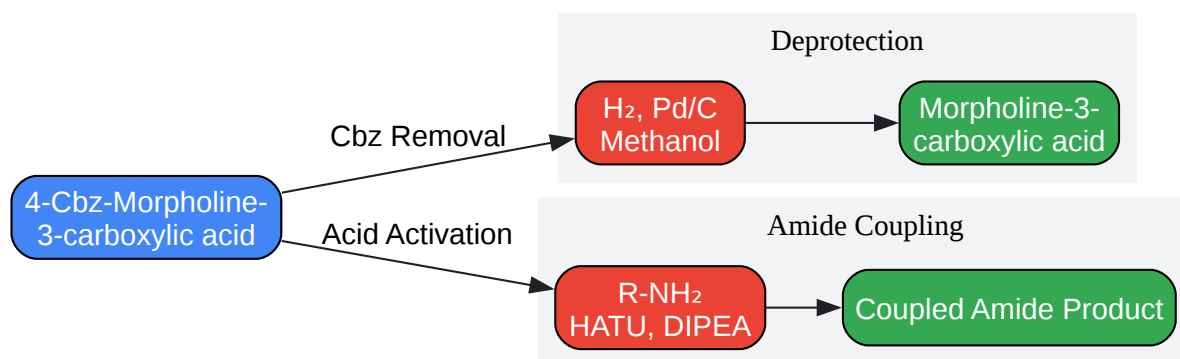 Deprotection
H₂, Pd/C
Methanol
Morpholine-3-
carboxylic acid
Cbz Removal
4-Cbz-Morpholine-
3-carboxylic acid
Acid Activation
Amide Coupling
R-NH₂
HATU, DIPEA
Coupled Amide Product